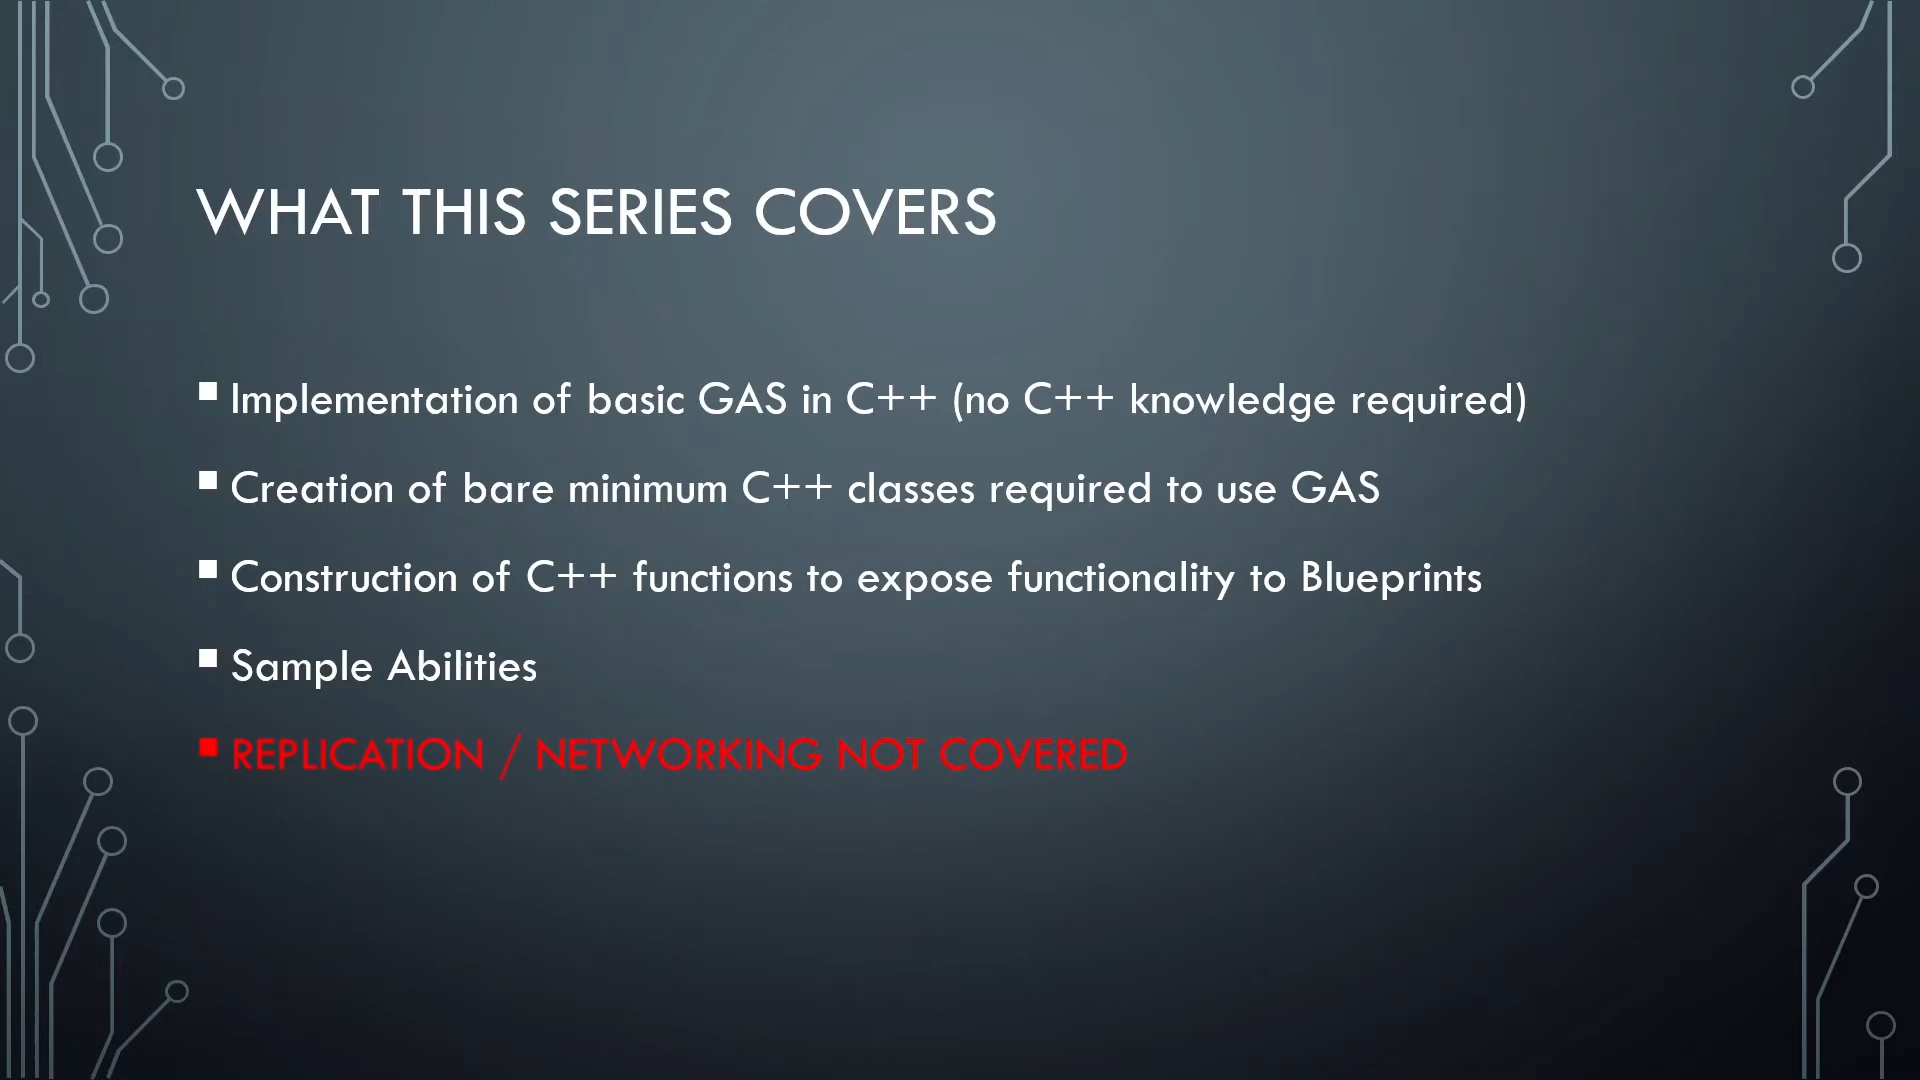 WHAT THIS SERIES COVERS
Implementation of basic GAS in C++ (no C++ knowledge required)
Creation of bare minimum C++ classes required to use GAS
Construction of C++ functions to expose functionality to Blueprints
Sample Abilities
REPLICATION / NETWORKING NOT COVERED